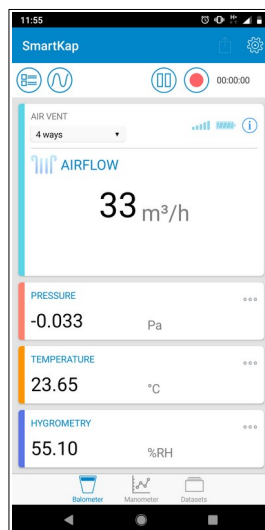 11:55
SmartKap
00:00:00
AIR VENT
4 ways
AIRFLOW
33 m³/h
PRESSURE
-0.033 Pa
TEMPERATURE
23.65 °C
HYGROMETRY
55.10 %RH
Balometer Manometer Datasets